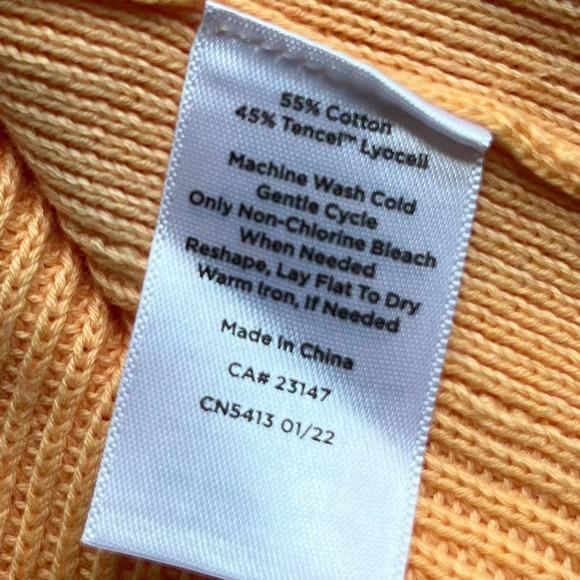 55% Cotton
45% Tencel™ Lyocell
Machine Wash Cold
Gentle Cycle
Only Non-Chlorine Bleach
When Needed
Reshape, Lay Flat To Dry
Warm Iron, If Needed
Made In China
CA# 23147
CN5413 01/22